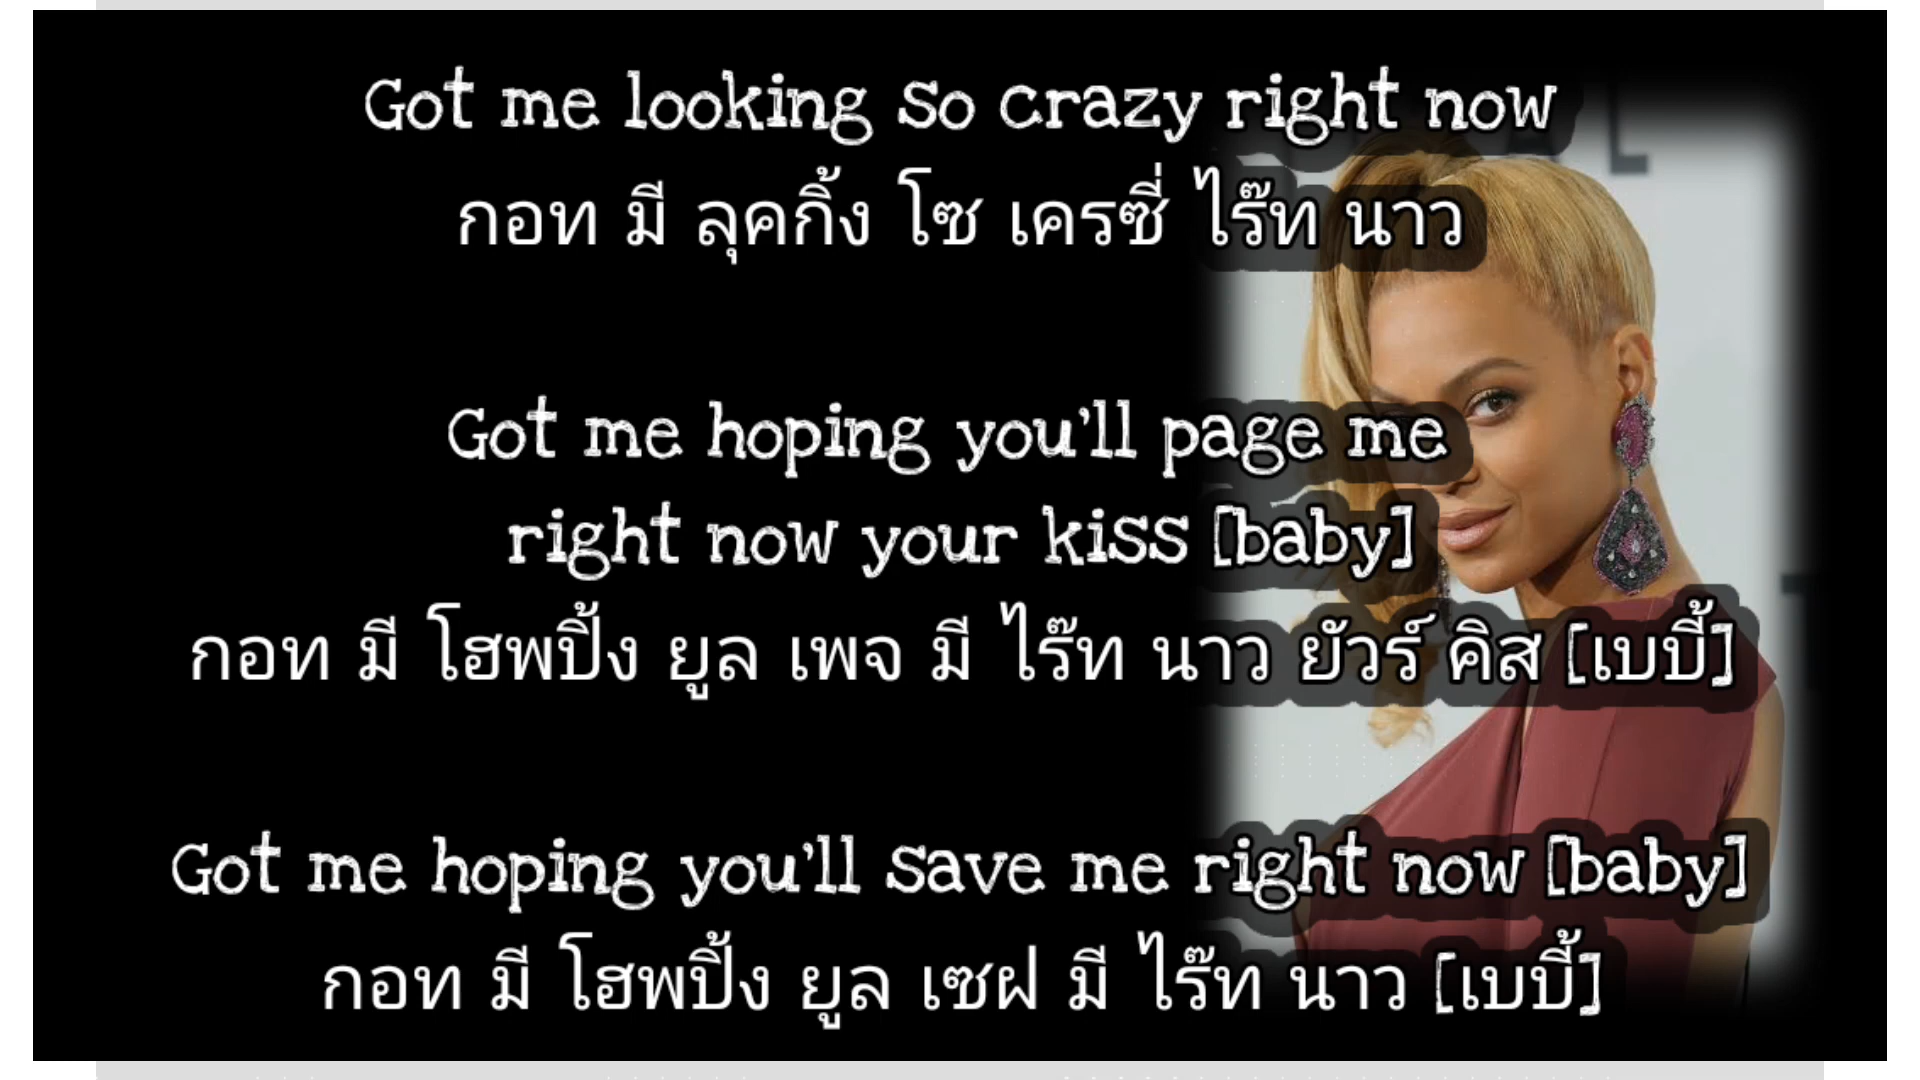 Got me looking so crazy right now
กอท มี ลุคกิ้ง โซ เครซี่ ไร๊ท นาว
Got me hoping you'll page me
right now your kiss [baby]
กอท มี โฮพปิ้ง ยูล เพจ มี ไร๊ท นาว ยัวร์ คิส [เบบี้]
Got me hoping you'll save me right now [baby]
กอท มี โฮพปิ้ง ยูล เซฝ มี ไร๊ท นาว [เบบี้]